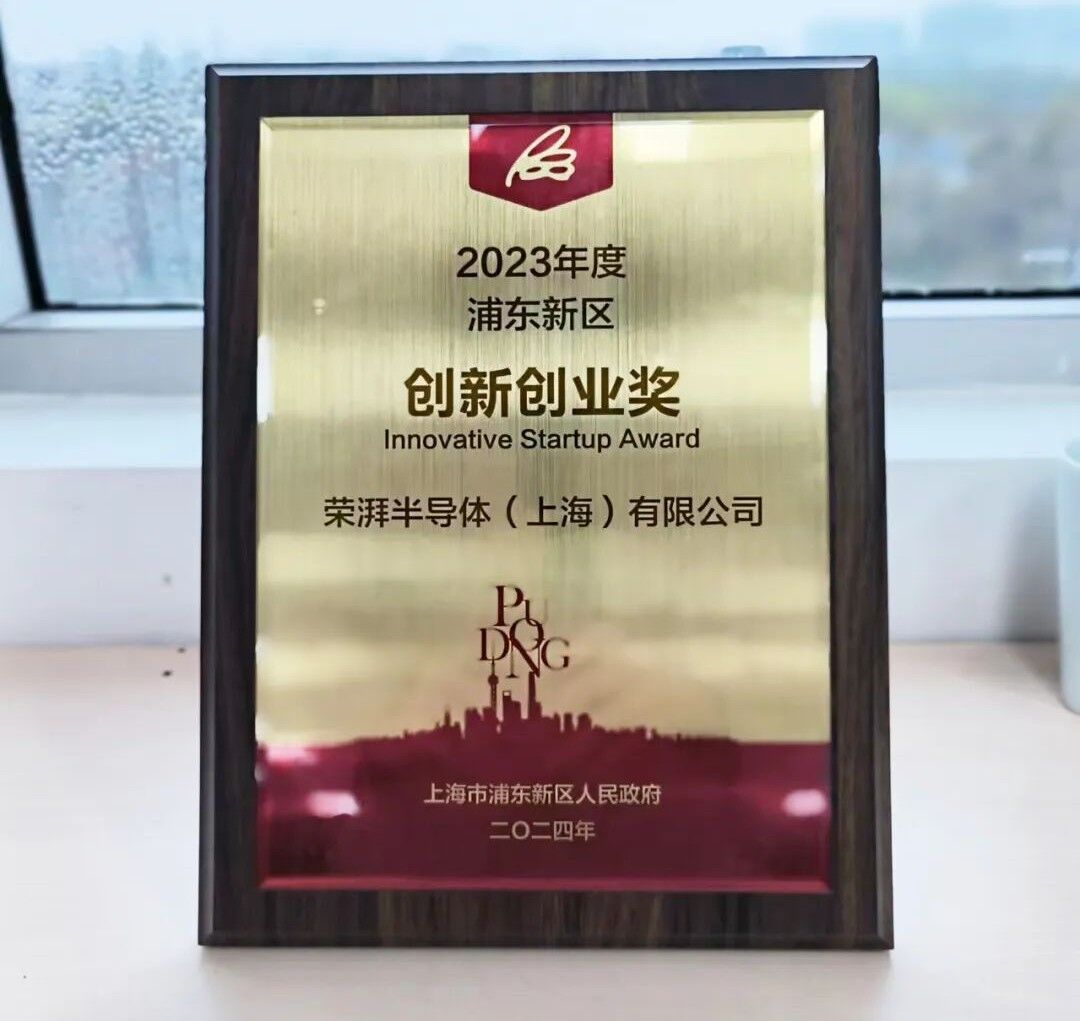 2023年度
浦东新区
创新创业奖
Innovative Startup Award
荣湃半导体（上海）有限公司
PU
DONG
上海市浦东新区人民政府
二〇二四年